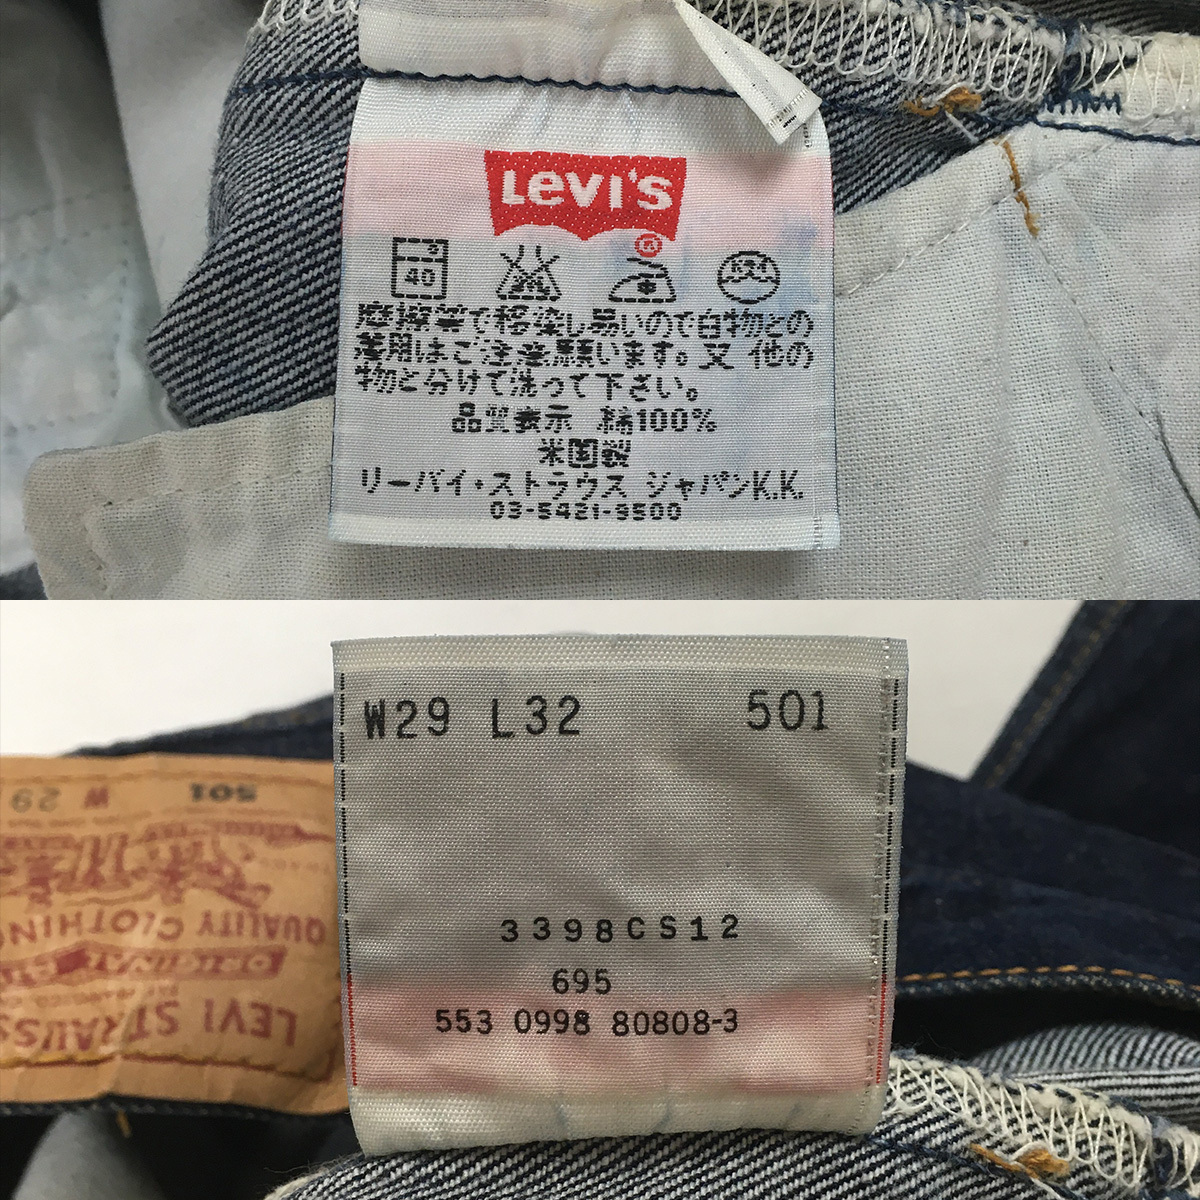 LEVI'S
®
40
摩擦等で移染し易いので白物との
着用はご注意願います。又 他の
物と分けて洗って下さい。
品質表示 綿100%
米国製
リーバイ・ストラウス ジャパンK.K.
03-5421-9500
W29 L32 501
3398CS12
695
553 0998 80808-3
501 W 29
QUALITY CLOTHING
ORIGINAL
LEVI STRAUSS